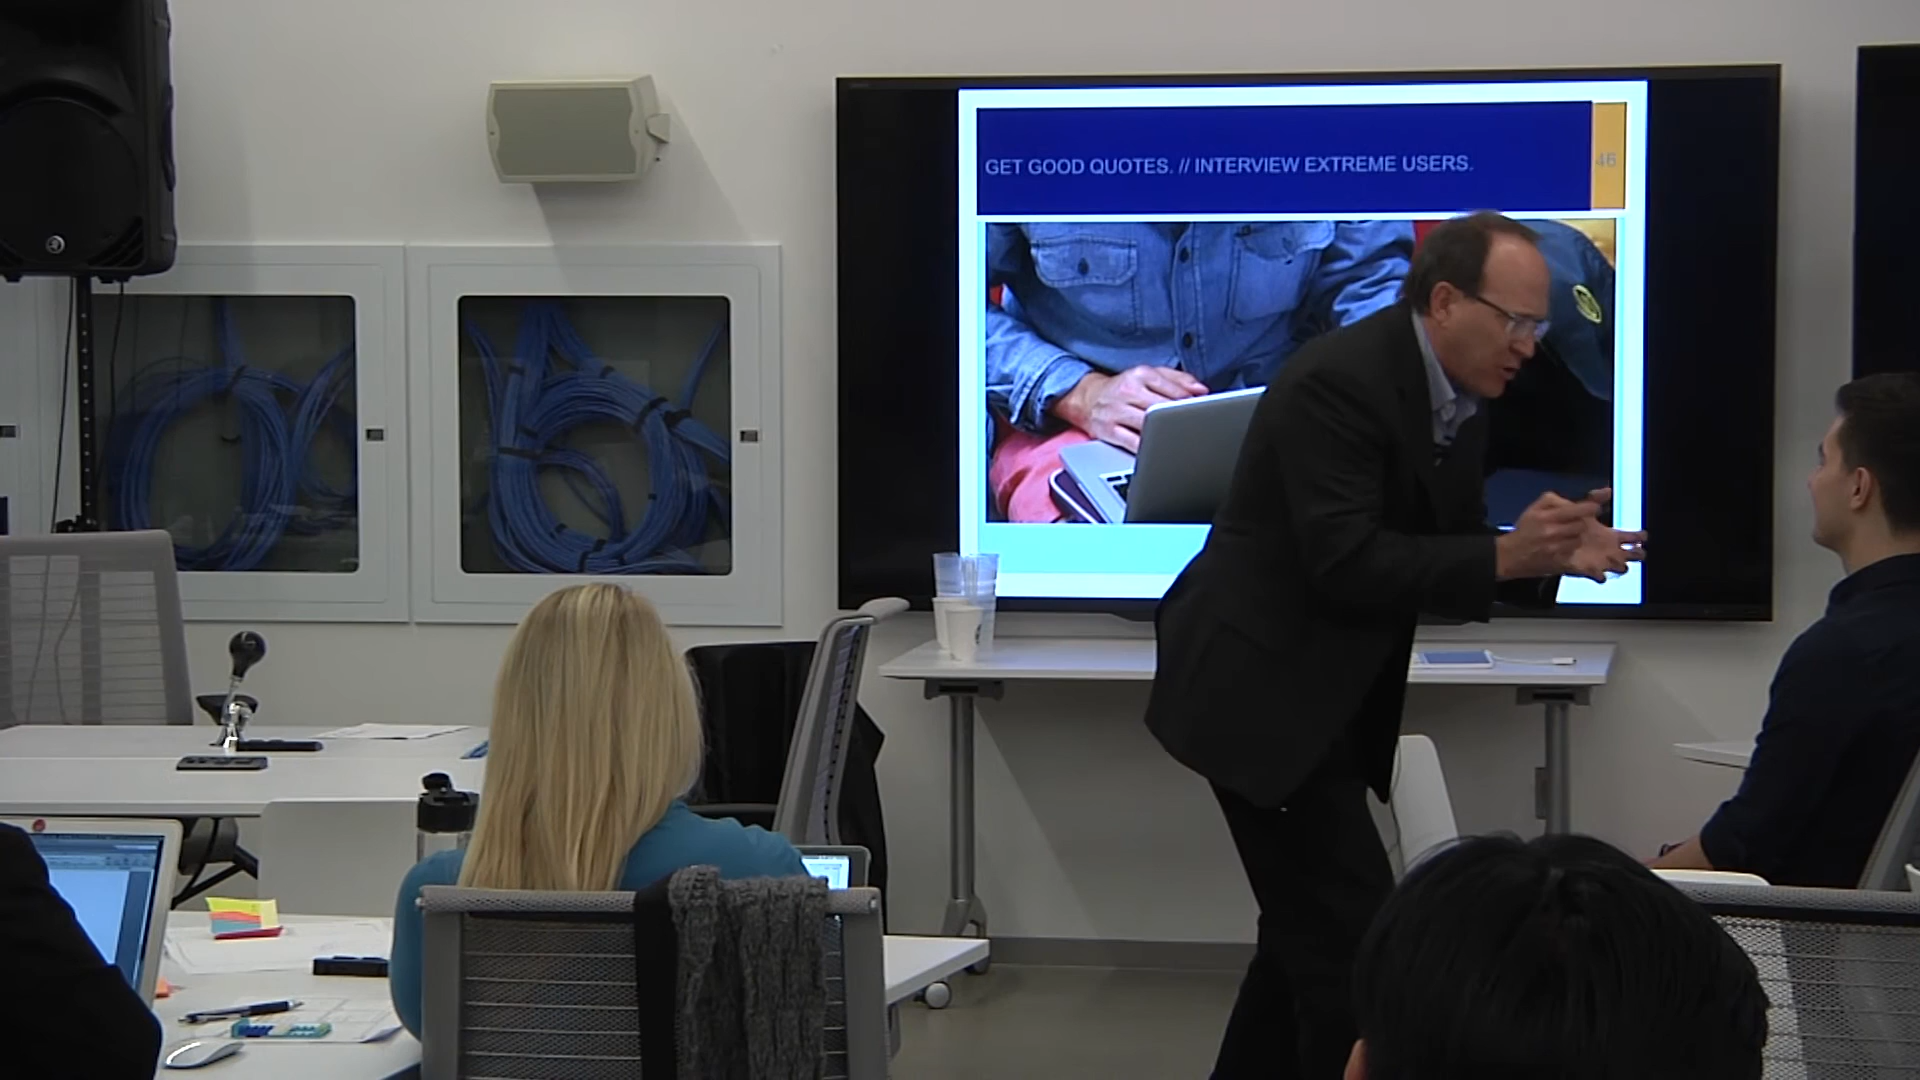 GET GOOD QUOTES. // INTERVIEW EXTREME USERS.
46